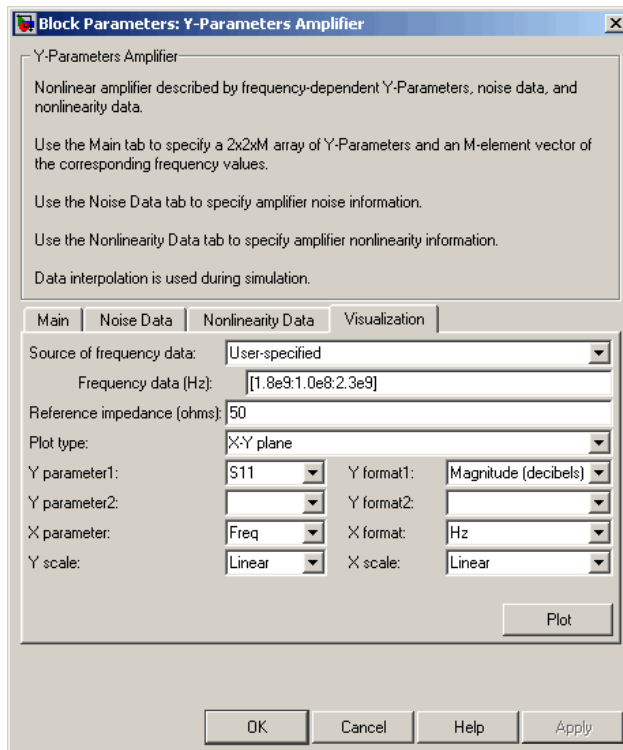 Block Parameters: Y-Parameters Amplifier
Y-Parameters Amplifier
Nonlinear amplifier described by frequency-dependent Y-Parameters, noise data, and
nonlinearity data.
Use the Main tab to specify a 2x2xM array of Y-Parameters and an M-element vector of
the corresponding frequency values.
Use the Noise Data tab to specify amplifier noise information.
Use the Nonlinearity Data tab to specify amplifier nonlinearity information.
Data interpolation is used during simulation.
Main Noise Data Nonlinearity Data Visualization
Source of frequency data: User-specified
Frequency data (Hz): [1.8e9:1.0e8:2.3e9]
Reference impedance (ohms): 50
Plot type: X-Y plane
Y parameter1: S11 Y format1: Magnitude (decibels)
Y parameter2: Y format2:
X parameter: Freq X format: Hz
Y scale: Linear X scale: Linear
Plot
OK Cancel Help Apply